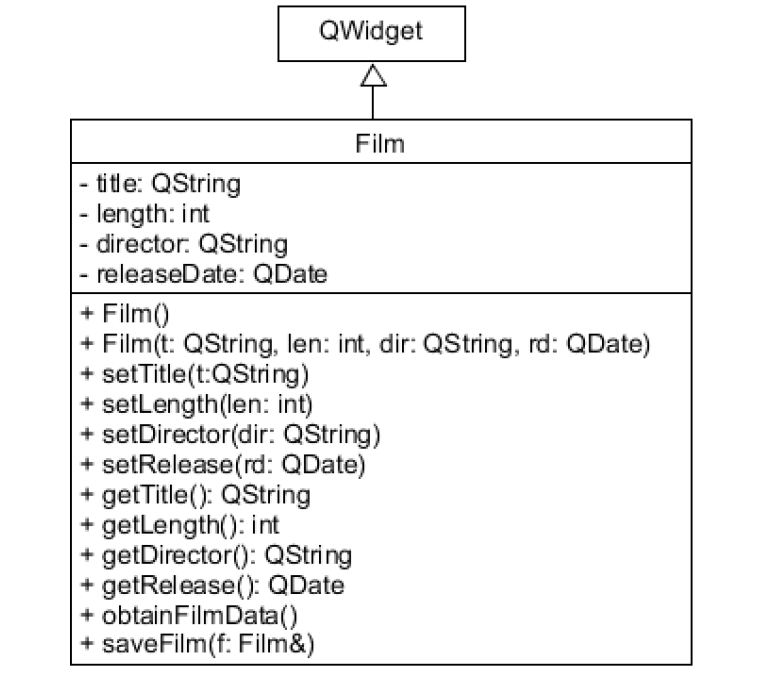 QWidget
Film
- title: QString
- length: int
- director: QString
- releaseDate: QDate
+ Film()
+ Film(t: QString, len: int, dir: QString, rd: QDate)
+ setTitle(t:QString)
+ setLength(len: int)
+ setDirector(dir: QString)
+ setRelease(rd: QDate)
+ getTitle(): QString
+ getLength(): int
+ getDirector(): QString
+ getRelease(): QDate
+ obtainFilmData()
+ saveFilm(f: Film&)